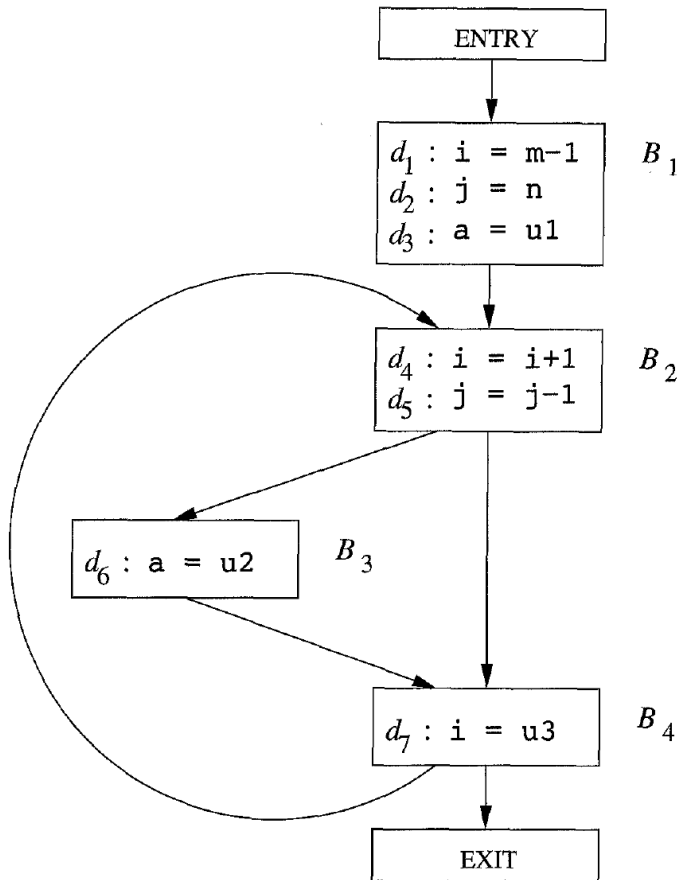 ENTRY
d1 : i = m-1
B1
d2 : j = n
d3 : a = u1
d4 : i = i+1
B2
d5 : j = j-1
d6 : a = u2
B3
d7 : i = u3
B4
EXIT